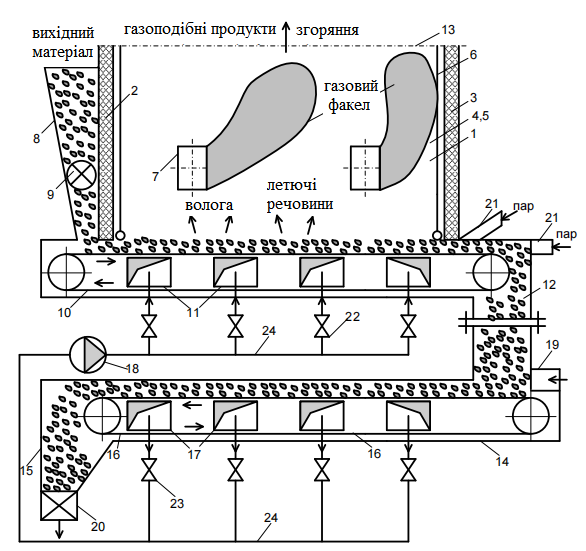 вихідний
матеріал
газоподібні продукти
згоряння
13
6
2
газовий
факел
3
8
4,5
1
7
9
летючі
речовини
волога
21
пар
21
пар
10
11
12
22
24
18
19
15
16
17
16
14
23
20
24